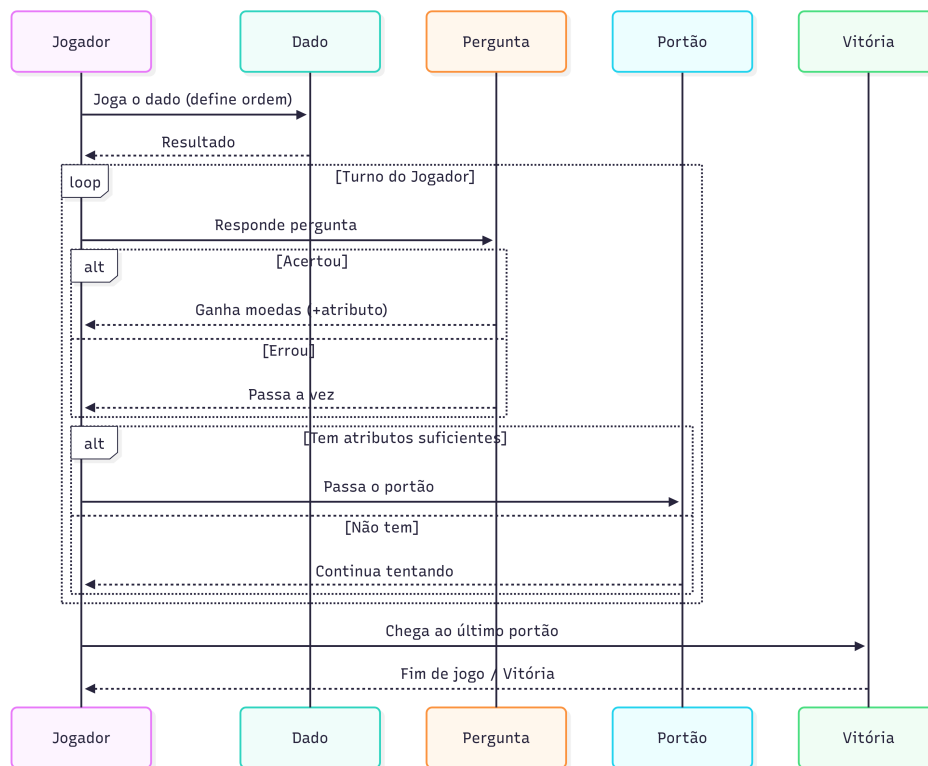 Jogador
Dado
Pergunta
Portão
Vitória
Joga o dado (define ordem)
Resultado
loop
[Turno do Jogador]
Responde pergunta
alt
[Acertou]
Ganha moedas (+atributo)
[Errou]
Passa a vez
alt
[Tem atributos suficientes]
Passa o portão
[Não tem]
Continua tentando
Chega ao último portão
Fim de jogo / Vitória
Jogador
Dado
Pergunta
Portão
Vitória